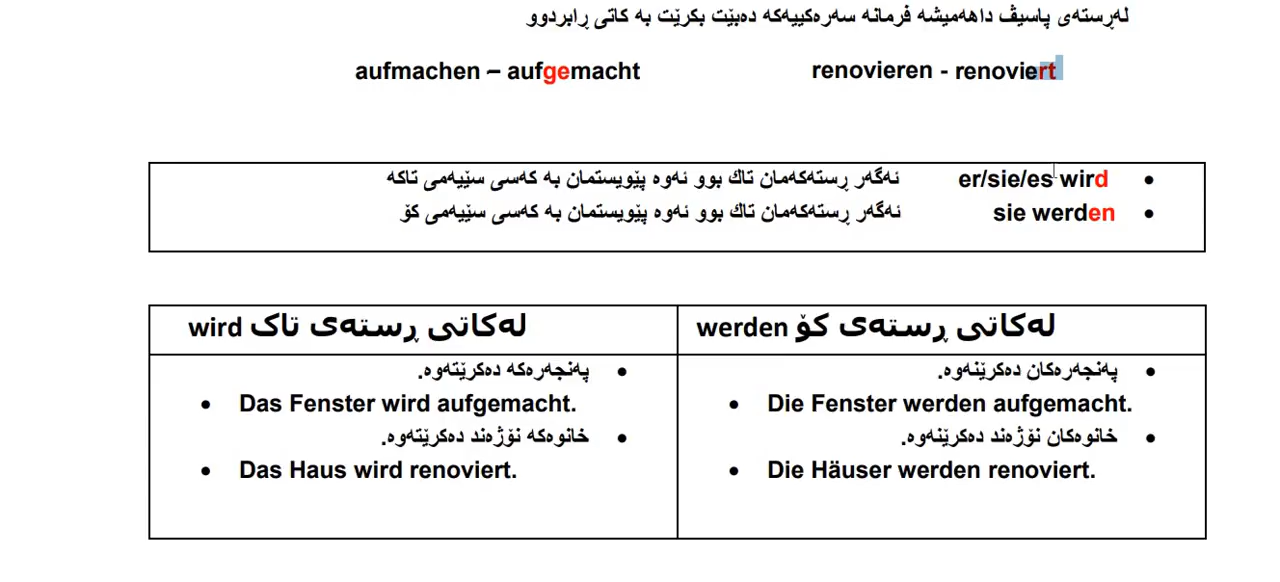 لەڕستەی پاسیڤ داهەمیشە فرمانە سەرەکییەکە دەبێت بکرێت بە کاتی ڕابردوو
aufmachen – aufgemacht
renovieren - renoviert
• er/sie/es wird ئەگەر ڕستەکەمان تاك بوو ئەوە پێویستمان بە کەسی سێیەمی تاکە
• sie werden ئەگەر ڕستەکەمان تاك بوو ئەوە پێویستمان بە کەسی سێیەمی کۆ
لەکاتی ڕستەی تاک wird
• پەنجەرەکە دەکرێتەوە.
• Das Fenster wird aufgemacht.
• خانوەکە نۆژەند دەکرێتەوە.
• Das Haus wird renoviert.
لەکاتی ڕستەی کۆ werden
• پەنجەرەکان دەکرێنەوە.
• Die Fenster werden aufgemacht.
• خانوەکان نۆژەند دەکرێنەوە.
• Die Häuser werden renoviert.